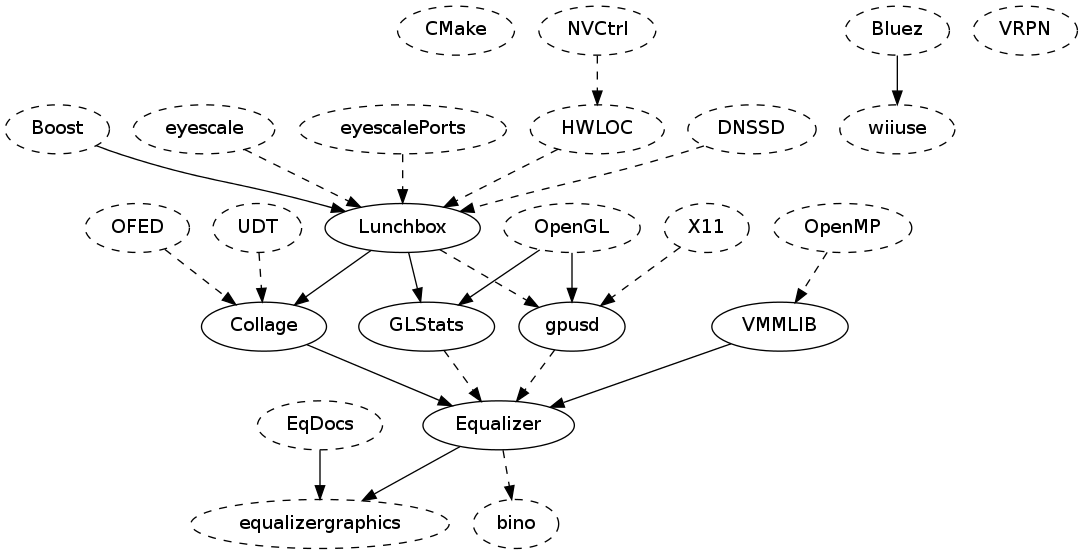 CMake
NVCtrl
Bluez
VRPN
Boost
eyescale
eyescalePorts
HWLOC
DNSSD
wiiuse
OFED
UDT
Lunchbox
OpenGL
X11
OpenMP
Collage
GLStats
gpusd
VMMLIB
EqDocs
Equalizer
equalizergraphics
bino